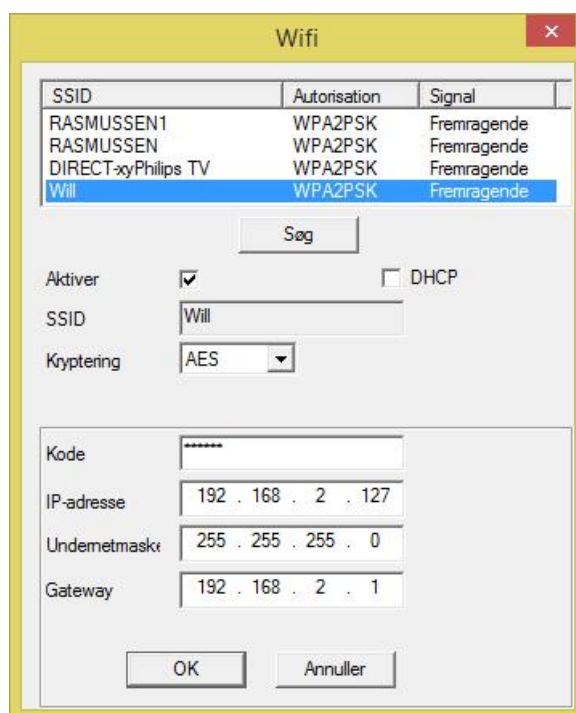 Wifi
SSID Autorisation Signal
RASMUSSEN1 WPA2PSK Fremragende
RASMUSSEN WPA2PSK Fremragende
DIRECT-xyPhilips TV WPA2PSK Fremragende
Will WPA2PSK Fremragende
Søg
Aktiver DHCP
SSID Will
Kryptering AES
Kode ******
IP-adresse 192 . 168 . 2 . 127
Undernetmaske 255 . 255 . 255 . 0
Gateway 192 . 168 . 2 . 1
OK Annuller